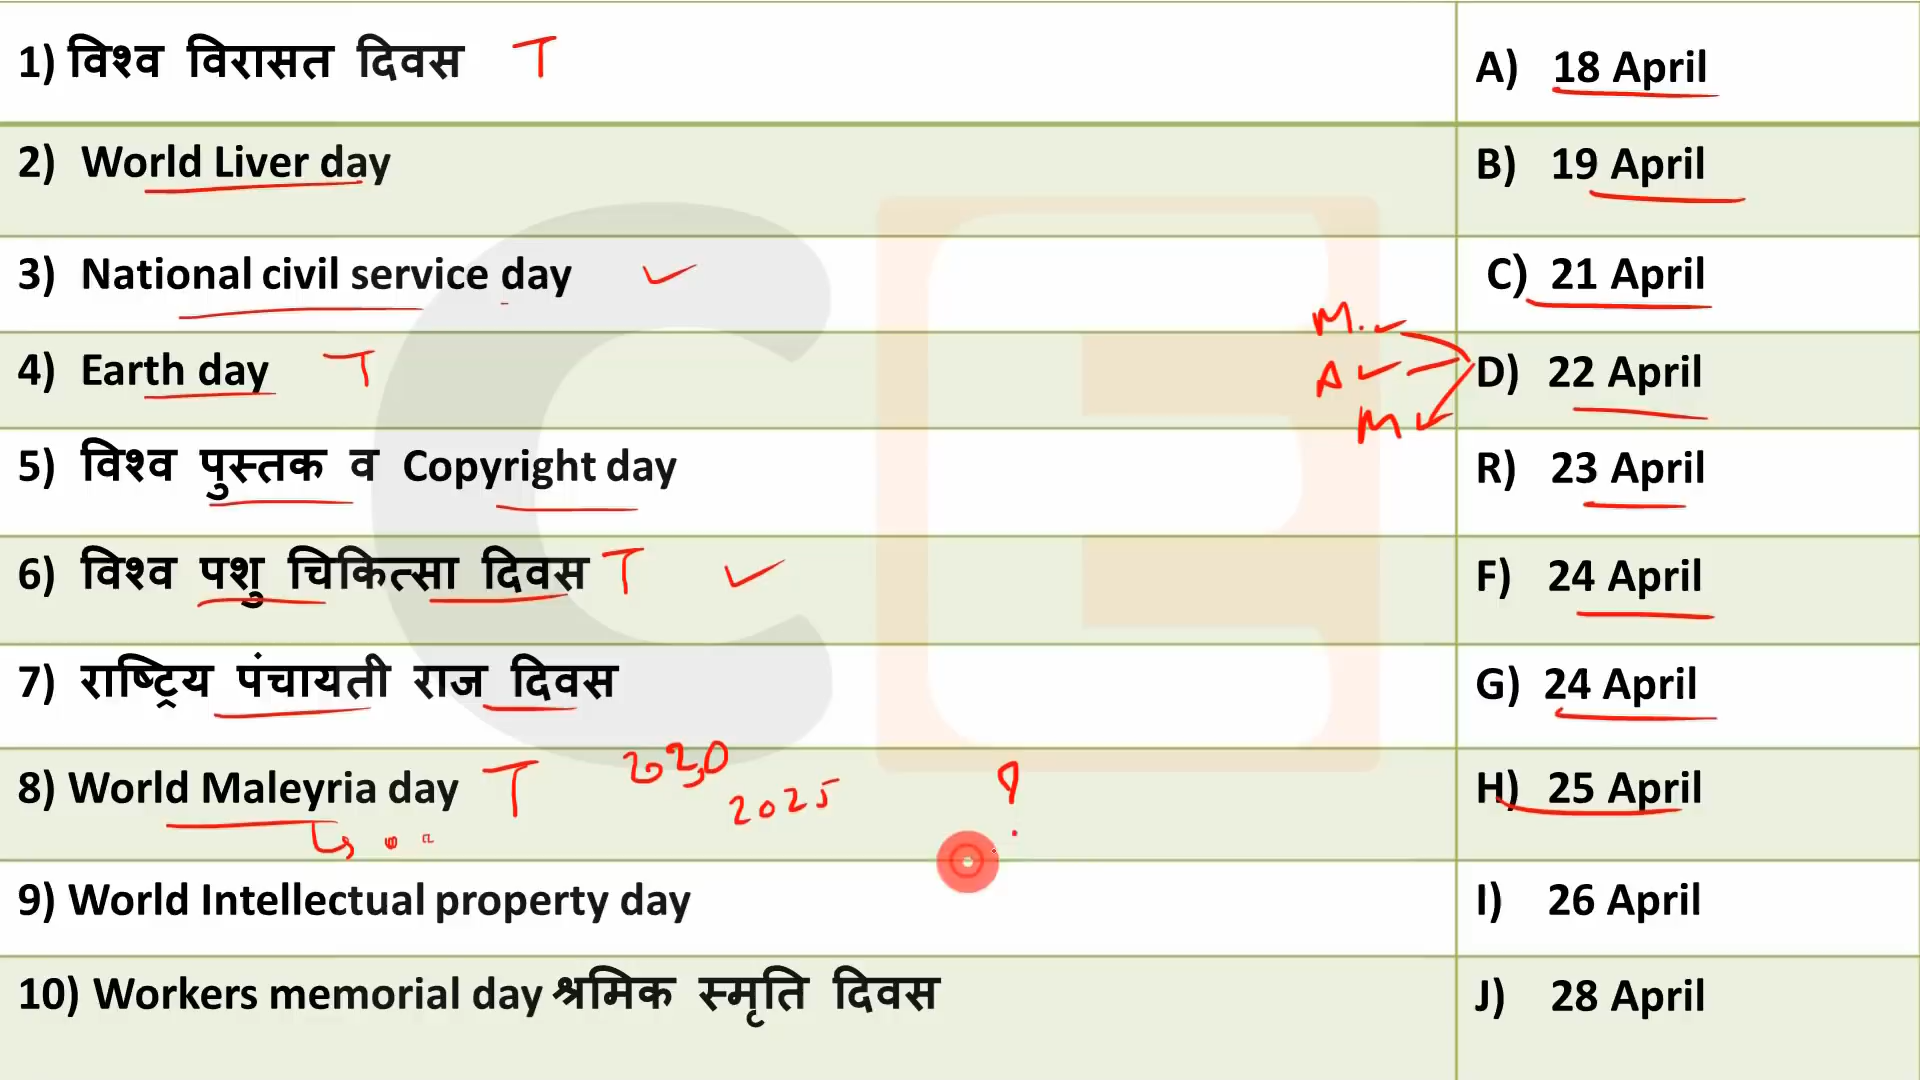 1) विश्व विरासत दिवस T A) 18 April
2) World Liver day B) 19 April
3) National civil service day C) 21 April
M.
4) Earth day T A D) 22 April
M
5) विश्व पुस्तक व Copyright day R) 23 April
6) विश्व पशु चिकित्सा दिवस T F) 24 April
7) राष्ट्रिय पंचायती राज दिवस G) 24 April
8) World Maleyria day T 2025 ? H) 25 April
9) World Intellectual property day I) 26 April
10) Workers memorial day श्रमिक स्मृति दिवस J) 28 April